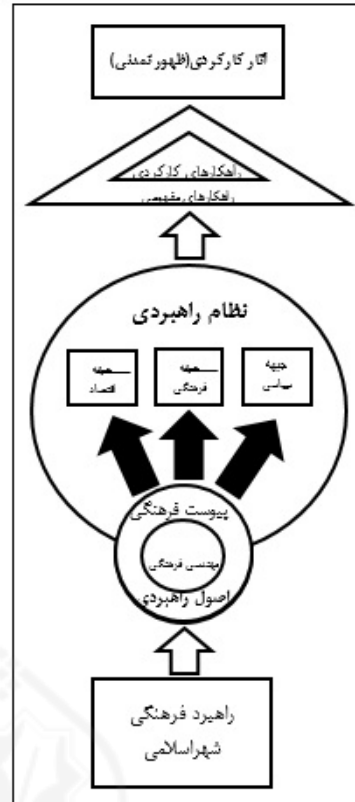 آثار کارکردی(ظهور تمدنی)
راهکارهای کارکردی
راهکارهای مفهومی
نظام راهبردی
جبهه
سیاسی
جبهه
فرهنگی
جبهه
اقتصاد
پیوست فرهنگی
مهندسی فرهنگی
اصول راهبردی
راهبرد فرهنگی
شهراسلامی